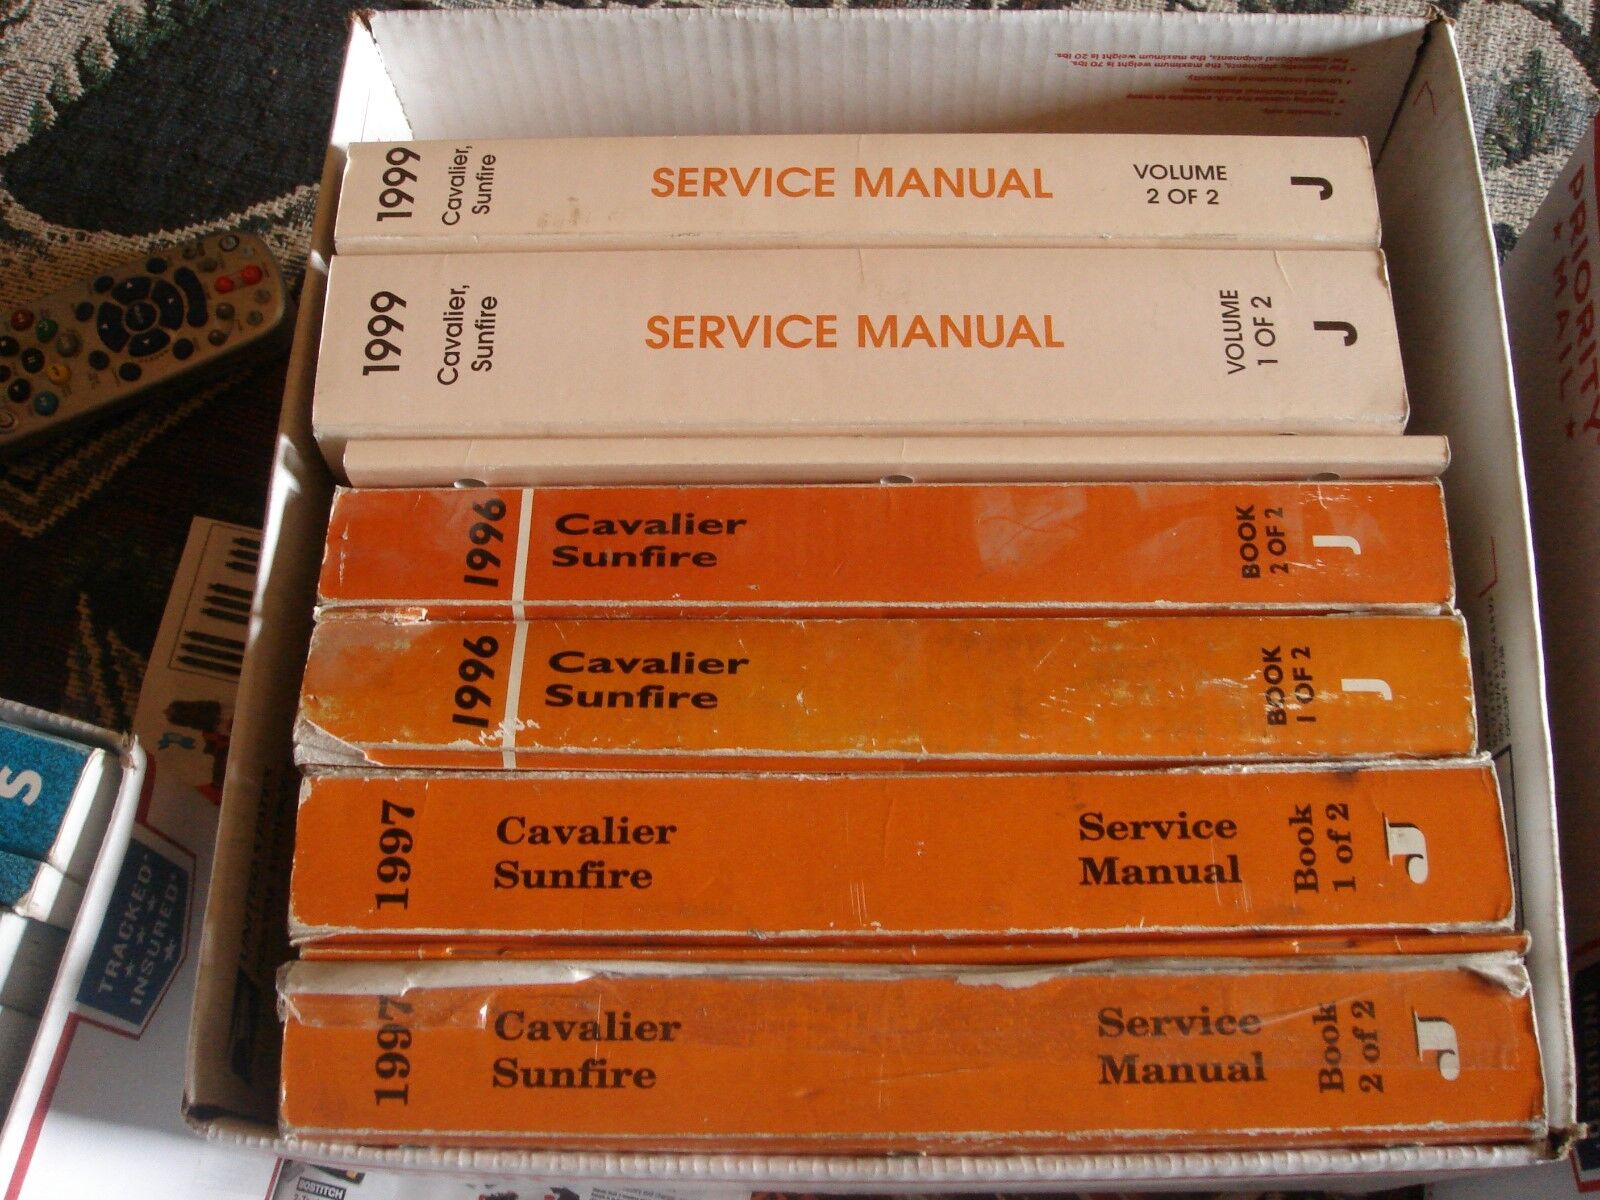 1999
Cavalier,
Sunfire
SERVICE MANUAL
VOLUME
2 OF 2
J
1999
Cavalier,
Sunfire
SERVICE MANUAL
VOLUME
1 OF 2
J
1996
Cavalier
Sunfire
BOOK
2 OF 2
J
1996
Cavalier
Sunfire
BOOK
1 OF 2
J
1997
Cavalier
Sunfire
Service
Manual
Book
1 of 2
J
1997
Cavalier
Sunfire
Service
Manual
Book
2 of 2
J
PRIORITY
MAIL
TRACKED
INSURED
S
BOSTITCH